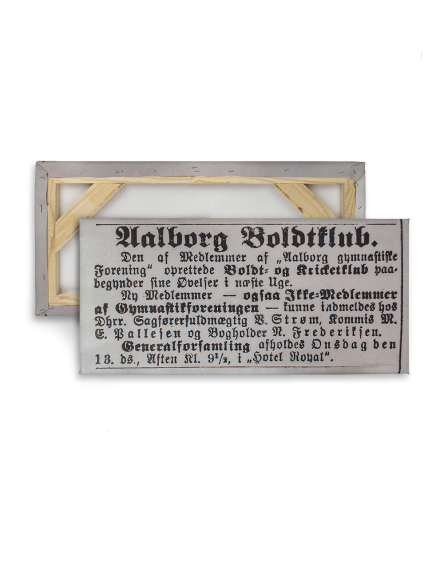 Aalborg Boldtklub.
Den af Medlemmer af „Aalborg gymnastiske
Forening“ oprettede Boldt- og Kricketklub paa-
begynder sine Øvelser i næste Uge.
Ny Medlemmer — ogsaa Ikke-Medlemmer
af Gymnastikforeningen — kunne indmeldes hos
Dhrr. Sagførerfuldmægtig V. Strøm, Kommis M.
E. Pallesen og Bogholder N. Frederiksen.
Generalforsamling afholdes Onsdag den
13. ds., Aften Kl. 9½, i „Hotel Royal“.